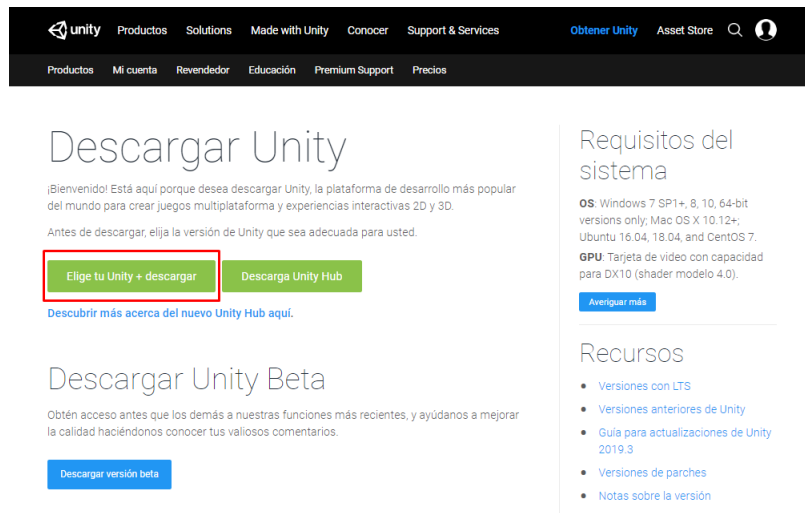 unity Productos Solutions Made with Unity Conocer Support & Services Obtener Unity Asset Store
Productos Mi cuenta Revendedor Educación Premium Support Precios
Descargar Unity
¡Bienvenido! Está aquí porque desea descargar Unity, la plataforma de desarrollo más popular
del mundo para crear juegos multiplataforma y experiencias interactivas 2D y 3D.
Antes de descargar, elija la versión de Unity que sea adecuada para usted.
Elige tu Unity + descargar
Descarga Unity Hub
Descubrir más acerca del nuevo Unity Hub aquí.
Descargar Unity Beta
Obtén acceso antes que los demás a nuestras funciones más recientes, y ayúdanos a mejorar
la calidad haciéndonos conocer tus valiosos comentarios.
Descargar versión beta
Requisitos del
sistema
OS: Windows 7 SP1+, 8, 10, 64-bit
versions only; Mac OS X 10.12+;
Ubuntu 16.04, 18.04, and CentOS 7.
GPU: Tarjeta de video con capacidad
para DX10 (shader modelo 4.0).
Averiguar más
Recursos
Versiones con LTS
Versiones anteriores de Unity
Guía para actualizaciones de Unity
2019.3
Versiones de parches
Notas sobre la versión